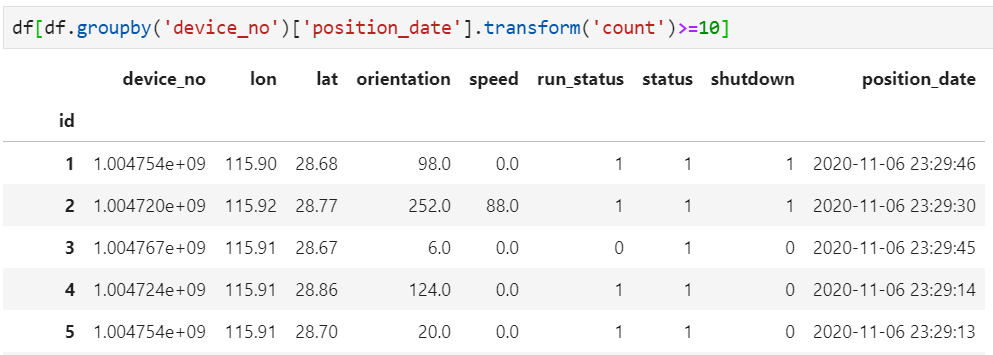 df[df.groupby('device_no')['position_date'].transform('count')>=10]
device_no lon lat orientation speed run_status status shutdown position_date
id
1 1.004754e+09 115.90 28.68 98.0 0.0 1 1 1 2020-11-06 23:29:46
2 1.004720e+09 115.92 28.77 252.0 88.0 1 1 1 2020-11-06 23:29:30
3 1.004767e+09 115.91 28.67 6.0 0.0 0 1 0 2020-11-06 23:29:45
4 1.004724e+09 115.91 28.86 124.0 0.0 1 1 0 2020-11-06 23:29:14
5 1.004754e+09 115.91 28.70 20.0 0.0 1 1 0 2020-11-06 23:29:13